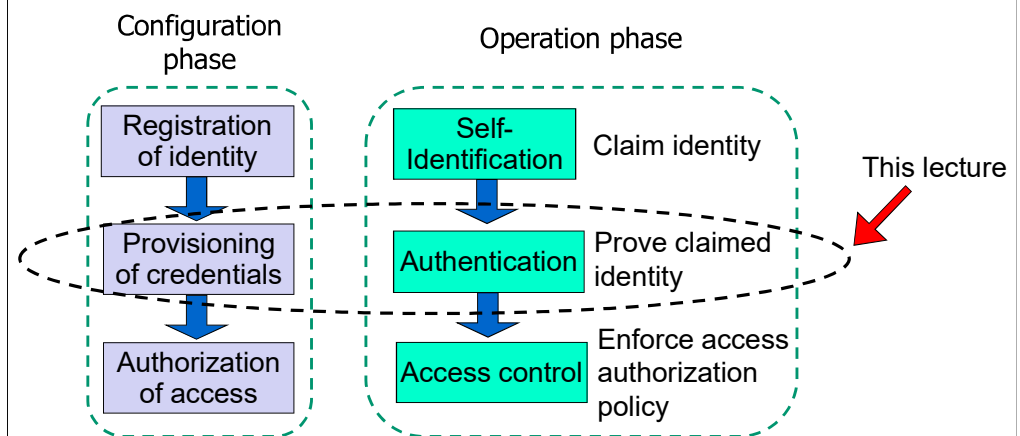 Configuration
phase
Operation phase
Registration
of identity
Self-
Identification
Claim identity
This lecture
Provisioning
of credentials
Authentication
Prove claimed
identity
Authorization
of access
Access control
Enforce access
authorization
policy